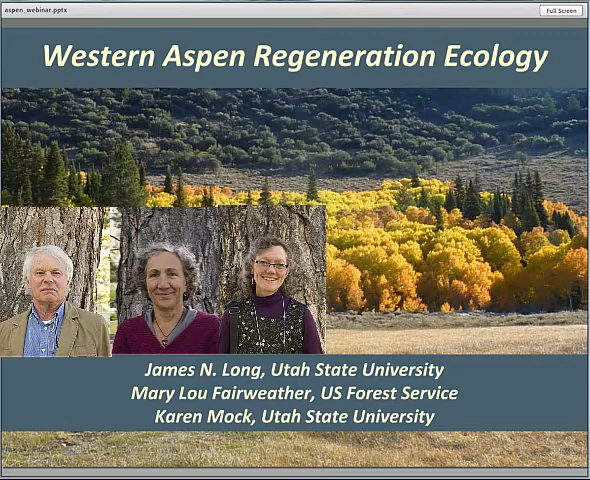 aspen_webinar.pptx
Full Screen
Western Aspen Regeneration Ecology
James N. Long, Utah State University
Mary Lou Fairweather, US Forest Service
Karen Mock, Utah State University